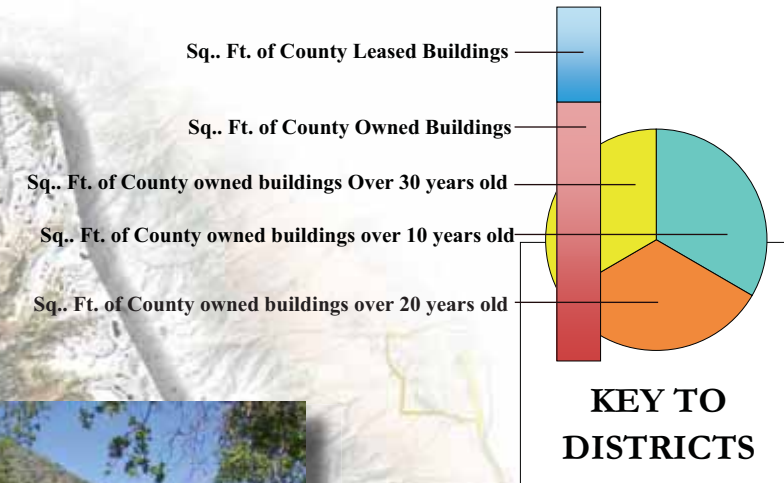 Sq.. Ft. of County Leased Buildings
Sq.. Ft. of County Owned Buildings
Sq.. Ft. of County owned buildings Over 30 years old
Sq.. Ft. of County owned buildings over 10 years old
Sq.. Ft. of County owned buildings over 20 years old
KEY TO
DISTRICTS